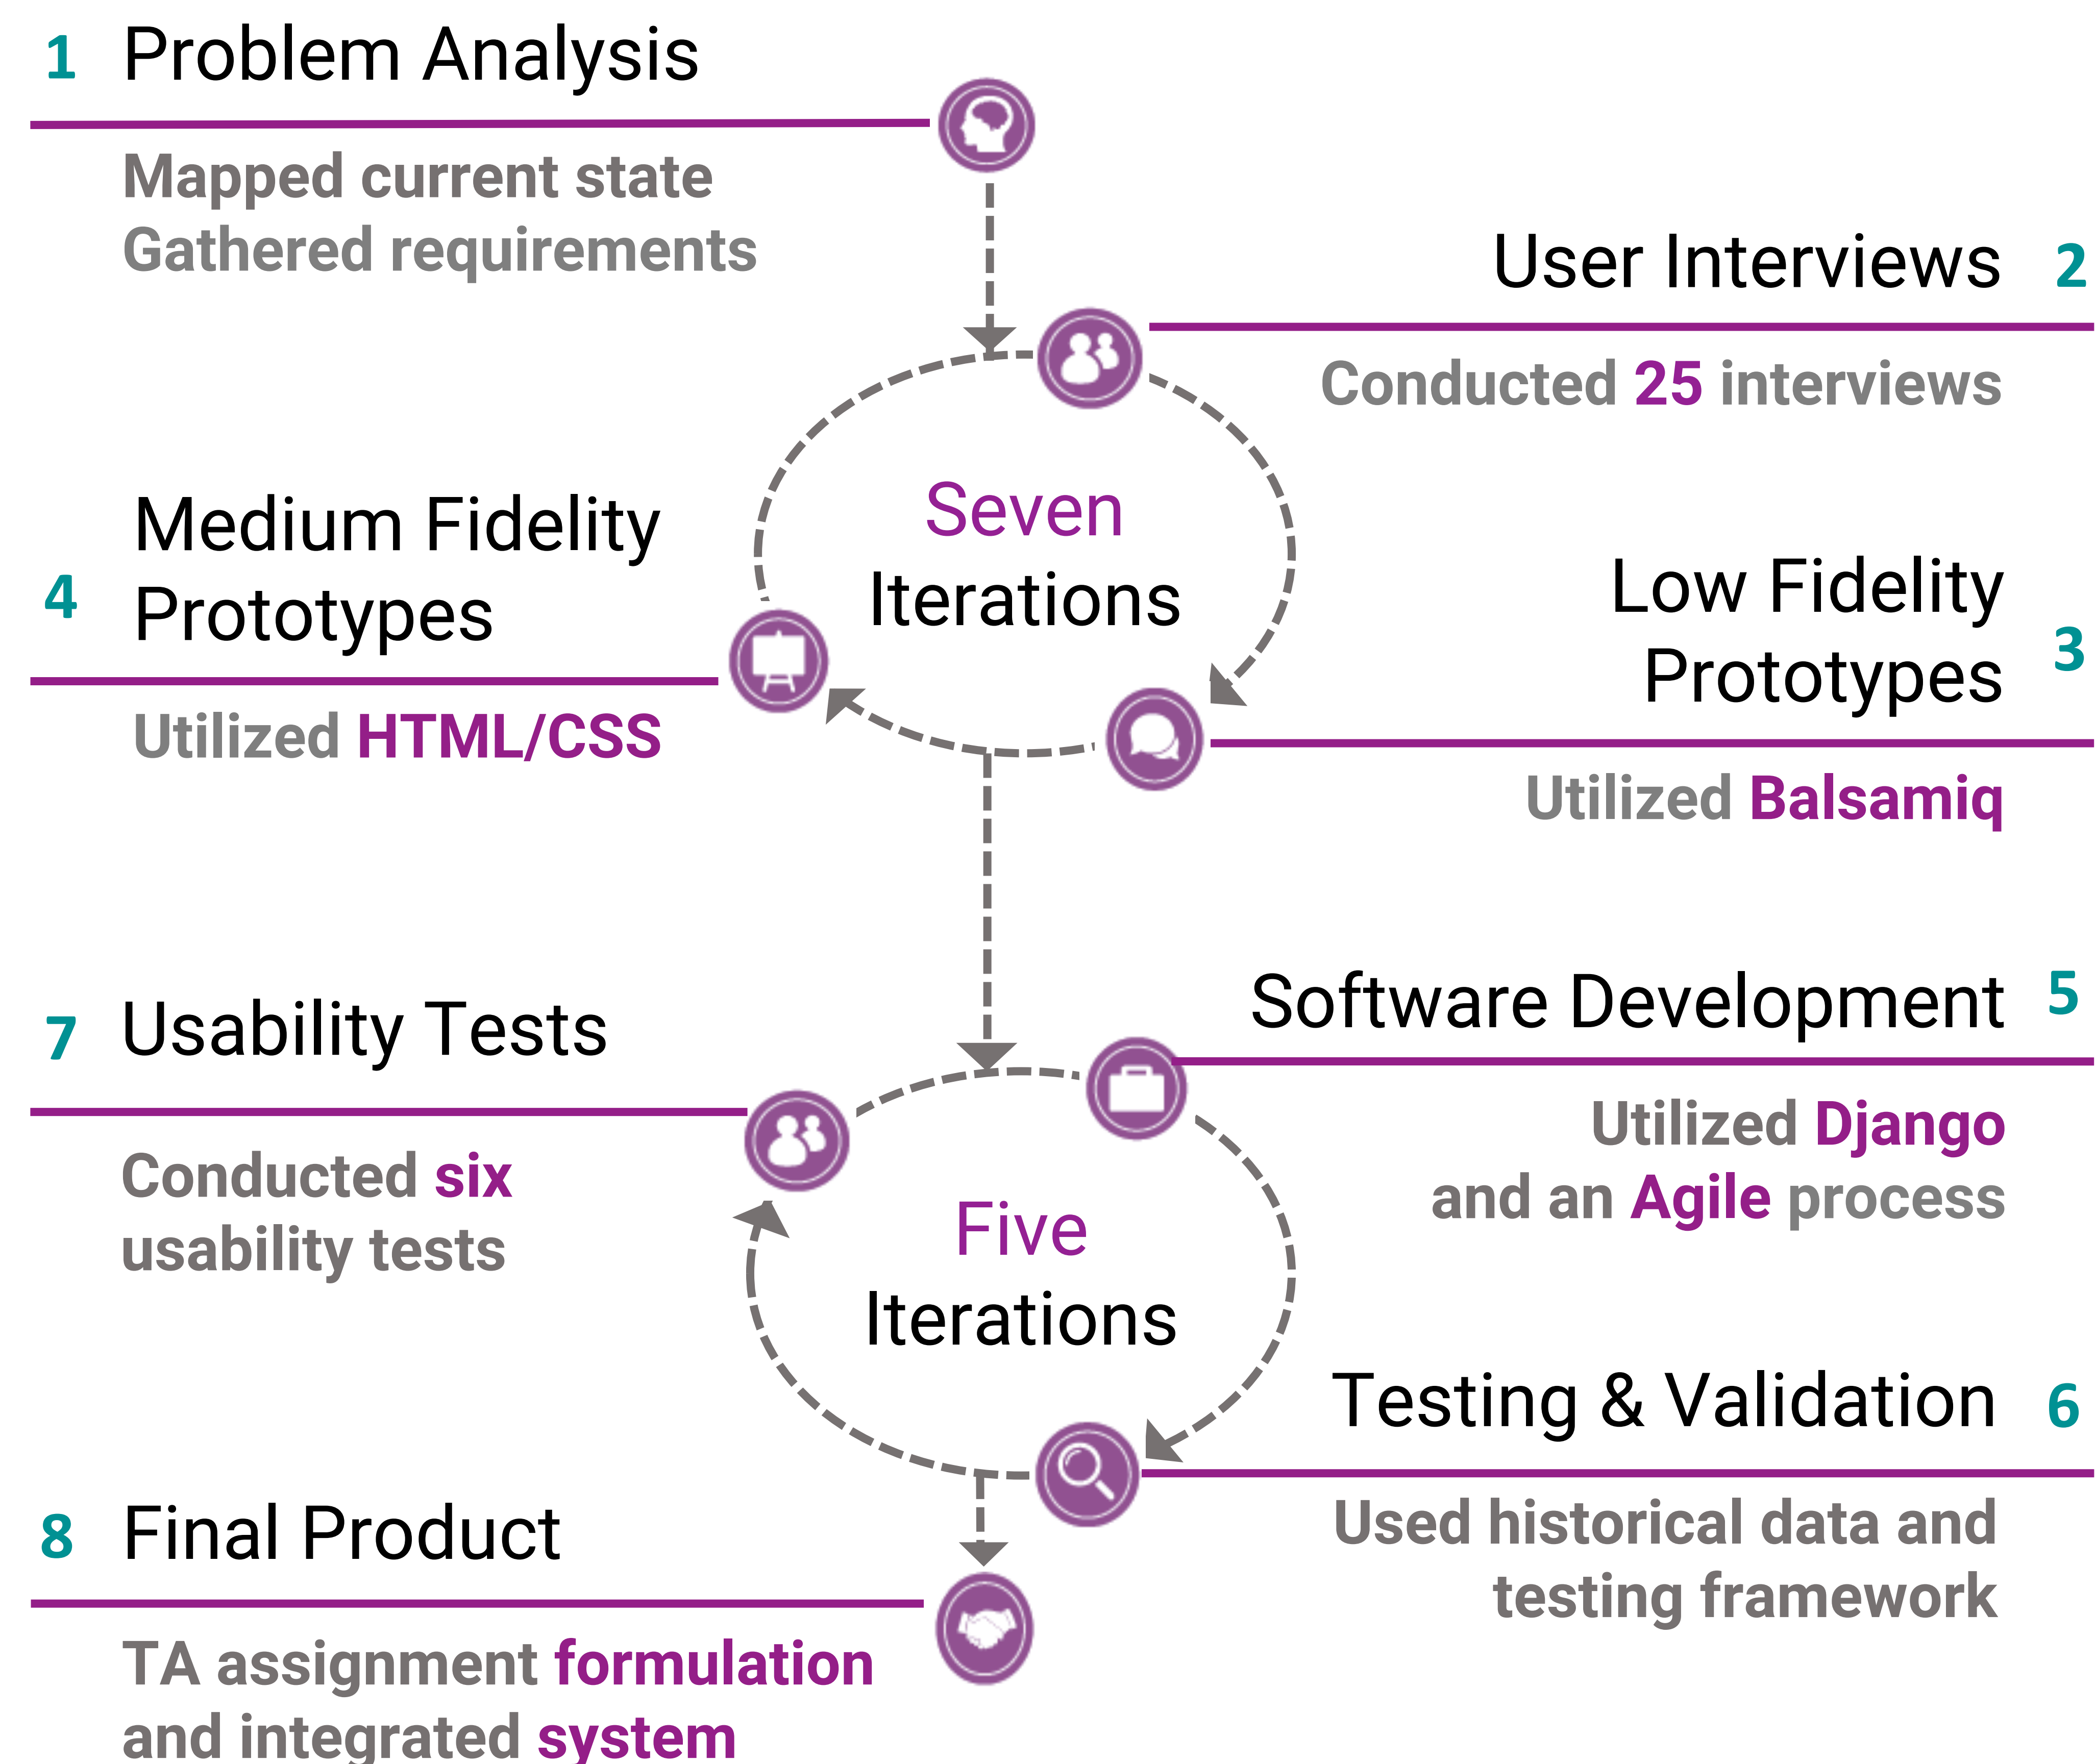 1 Problem Analysis
Mapped current state
Gathered requirements
User Interviews 2
Conducted 25 interviews
Seven
Iterations
Low Fidelity
Prototypes 3
Utilized Balsamiq
Medium Fidelity
4 Prototypes
Utilized HTML/CSS
Software Development 5
Utilized Django
and an Agile process
Five
Iterations
Testing & Validation 6
Used historical data and
testing framework
7 Usability Tests
Conducted six
usability tests
8 Final Product
TA assignment formulation
and integrated system